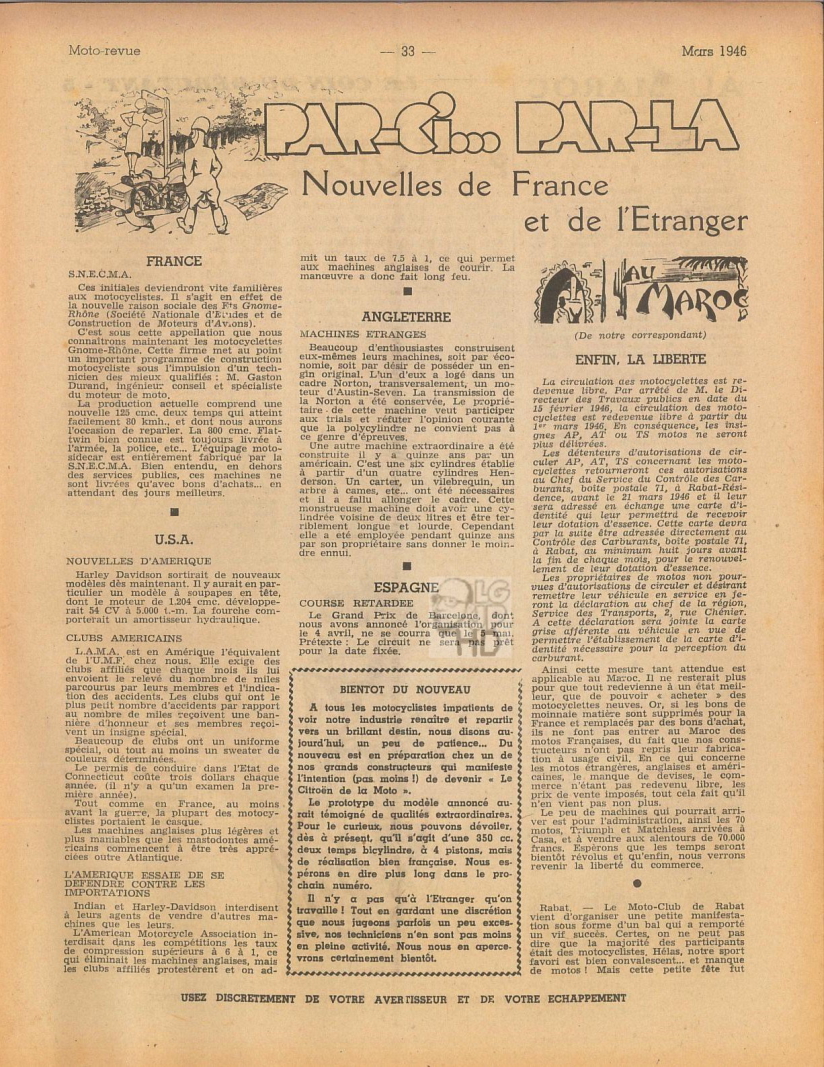 Moto-revue
— 33 —
Mars 1946
PAR-Ci... PAR-LA
Nouvelles de France
et de l'Etranger
FRANCE
S.N.E.C.M.A.
Ces initiales deviendront vite familières
aux motocyclistes. Il s'agit en effet de
la nouvelle raison sociale des Ets Gnome-
Rhône (Société Nationale d'Etudes et de
Construction de Moteurs d'Avions).
C'est sous cette appellation que nous
connaîtrons maintenant les motocyclettes
Gnome-Rhône. Cette firme met au point
un important programme de construction
motocycliste sous l'impulsion d'un tech-
nicien des mieux qualifiés : M. Gaston
Durand, ingénieur conseil et spécialiste
du moteur de moto.
La production actuelle comprend une
nouvelle 125 cmc. deux temps qui atteint
facilement 80 kmh., et dont nous aurons
l'occasion de reparler. La 800 cmc. Flat-
twin bien connue est toujours livrée à
l'armée, la police, etc... L'équipage moto-
sidecar est entièrement fabriqué par la
S.N.E.C.M.A. Bien entendu, en dehors
des services publics, ces machines ne
sont livrées qu'avec bons d'achats... en
attendant des jours meilleurs.
U.S.A.
NOUVELLES D'AMERIQUE
Harley Davidson sortirait de nouveaux
modèles dès maintenant. Il y aurait en par-
ticulier un modèle à soupapes en tête,
dont le moteur de 1.204 cmc. développe-
rait 54 CV à 5.000 t.-m. La fourche com-
porterait un amortisseur hydraulique.
CLUBS AMERICAINS
L'A.M.A. est en Amérique l'équivalent
de l'U.M.F. chez nous. Elle exige des
clubs affiliés que chaque mois ils lui
envoient le relevé du nombre de miles
parcourus par leurs membres et l'indica-
tion des accidents. Les clubs qui ont le
plus petit nombre d'accidents par rapport
au nombre de miles reçoivent une ban-
nière d'honneur et ses membres reçoi-
vent un insigne spécial.
Beaucoup de clubs ont un uniforme
spécial, ou tout au moins un sweater de
couleurs déterminées.
Le permis de conduire dans l'Etat de
Connecticut coûte trois dollars chaque
année. (il n'y a qu'un examen la pre-
mière année).
Tout comme en France, au moins
avant la guerre, la plupart des motocy-
clistes portaient le casque.
Les machines anglaises plus légères et
plus maniables que les mastodontes amé-
ricains commencent à être très appré-
ciées outre Atlantique.
L'AMERIQUE ESSAIE DE SE
DEFENDRE CONTRE LES
IMPORTATIONS
Indian et Harley-Davidson interdisent
à leurs agents de vendre d'autres ma-
chines que les leurs.
L'American Motorcycle Association in-
terdisait dans les compétitions les taux
de compression supérieurs à 6 à 1, ce
qui éliminait les machines anglaises, mais
les clubs affiliés protestèrent et on ad-
mit un taux de 7.5 à 1, ce qui permet
aux machines anglaises de courir. La
manœuvre a donc fait long feu.
ANGLETERRE
MACHINES ETRANGES
Beaucoup d'enthousiastes construisent
eux-mêmes leurs machines, soit par éco-
nomie, soit par désir de posséder un en-
gin original. L'un d'eux a logé dans un
cadre Norton, transversalement, un mo-
teur d'Austin-Seven. La transmission de
la Norton a été conservée. Le proprié-
taire de cette machine veut participer
aux trials et réfuter l'opinion courante
que la polycylindre ne convient pas à
ce genre d'épreuves.
Une autre machine extraordinaire a été
construite il y a quinze ans par un
américain. C'est une six cylindres établie
à partir d'un quatre cylindres Hen-
derson. Un carter, un vilebrequin, un
arbre à cames, etc... ont été nécessaires
et il a fallu allonger le cadre. Cette
monstrueuse machine doit avoir une cy-
lindrée voisine de deux litres et être ter-
riblement longue et lourde. Cependant
elle a été employée pendant quinze ans
par son propriétaire sans donner le moin-
dre ennui.
ESPAGNE
COURSE RETARDEE
Le Grand Prix de Barcelone, dont
nous avons annoncé l'organisation pour
le 4 avril, ne se courra que le 5 mai.
Prétexte : Le circuit ne sera pas prêt
pour la date fixée.
BIENTOT DU NOUVEAU
A tous les motocyclistes impatients de
voir notre industrie renaître et repartir
vers un brillant destin, nous disons au-
jourd'hui, un peu de patience... Du
nouveau est en préparation chez un de
nos grands constructeurs qui manifeste
l'intention (pas moins !) de devenir « Le
Citroën de la Moto ».
Le prototype du modèle annoncé au-
rait témoigné de qualités extraordinaires.
Pour le curieux, nous pouvons dévoiler,
dès à présent, qu'il s'agit d'une 350 cc.
deux temps bicylindre, à 4 pistons, mais
de réalisation bien française. Nous es-
pérons en dire plus long dans le pro-
chain numéro.
Il n'y a pas qu'à l'Etranger qu'on
travaille ! Tout en gardant une discrétion
que nous jugeons parfois un peu exces-
sive, nos techniciens n'en sont pas moins
en pleine activité. Nous nous en aperce-
vrons certainement bientôt.
AU MAROC
(De notre correspondant)
ENFIN, LA LIBERTE
La circulation des motocyclettes est re-
devenue libre. Par arrêté de M. le Di-
recteur des Travaux publics en date du
15 février 1946, la circulation des moto-
cyclettes est redevenue libre à partir du
1er mars 1946. En conséquence, les insi-
gnes AP, AT ou TS motos ne seront
plus délivrées.
Les détenteurs d'autorisations de cir-
culer AP, AT, TS concernant les moto-
cyclettes retourneront ces autorisations
au Chef du Service du Contrôle des Car-
burants, boîte postale 71, à Rabat-Rési-
dence, avant le 21 mars 1946 et il leur
sera adressé en échange une carte d'i-
dentité qui leur permettra de recevoir
leur dotation d'essence. Cette carte devra
par la suite être adressée directement au
Contrôle des Carburants, boîte postale 71,
à Rabat, au minimum huit jours avant
la fin de chaque mois, pour le renouvel-
lement de leur dotation d'essence.
Les propriétaires de motos non pour-
vues d'autorisations de circuler et désirant
remettre leur véhicule en service en fe-
ront la déclaration au chef de la région,
Service des Transports, 2, rue Chénier.
A cette déclaration sera jointe la carte
grise afférente au véhicule en vue de
permettre l'établissement de la carte d'i-
dentité nécessaire pour la perception du
carburant.
Ainsi cette mesure tant attendue est
applicable au Maroc. Il ne resterait plus
pour que tout redevienne à un état meil-
leur, que de pouvoir « acheter » des
motocyclettes neuves. Or, si les bons de
monnaie matière sont supprimés pour la
France et remplacés par des bons d'achat,
ils ne font pas entrer au Maroc des
motos Françaises, du fait que nos cons-
tructeurs n'ont pas repris leur fabrica-
tion à usage civil. En ce qui concerne
les motos étrangères, anglaises et améri-
caines, le manque de devises, le com-
merce n'étant pas redevenu libre, les
prix de vente imposés, tout cela fait qu'il
n'en vient pas non plus.
Le peu de machines qui pourrait arri-
ver est pour l'administration, ainsi les 70
motos, Triumph et Matchless arrivées à
Casa, et à vendre aux alentours de 70.000
francs. Espérons que les temps seront
bientôt révolus et qu'enfin, nous verrons
revenir la liberté du commerce.
Rabat. — Le Moto-Club de Rabat
vient d'organiser une petite manifesta-
tion sous forme d'un bal qui a remporté
un vif succès. Certes, on ne peut pas
dire que la majorité des participants
était des motocyclistes. Hélas, notre sport
favori est bien convalescent... et manque
de motos ! Mais cette petite fête fut
USEZ DISCRETEMENT DE VOTRE AVERTISSEUR ET DE VOTRE ECHAPPEMENT